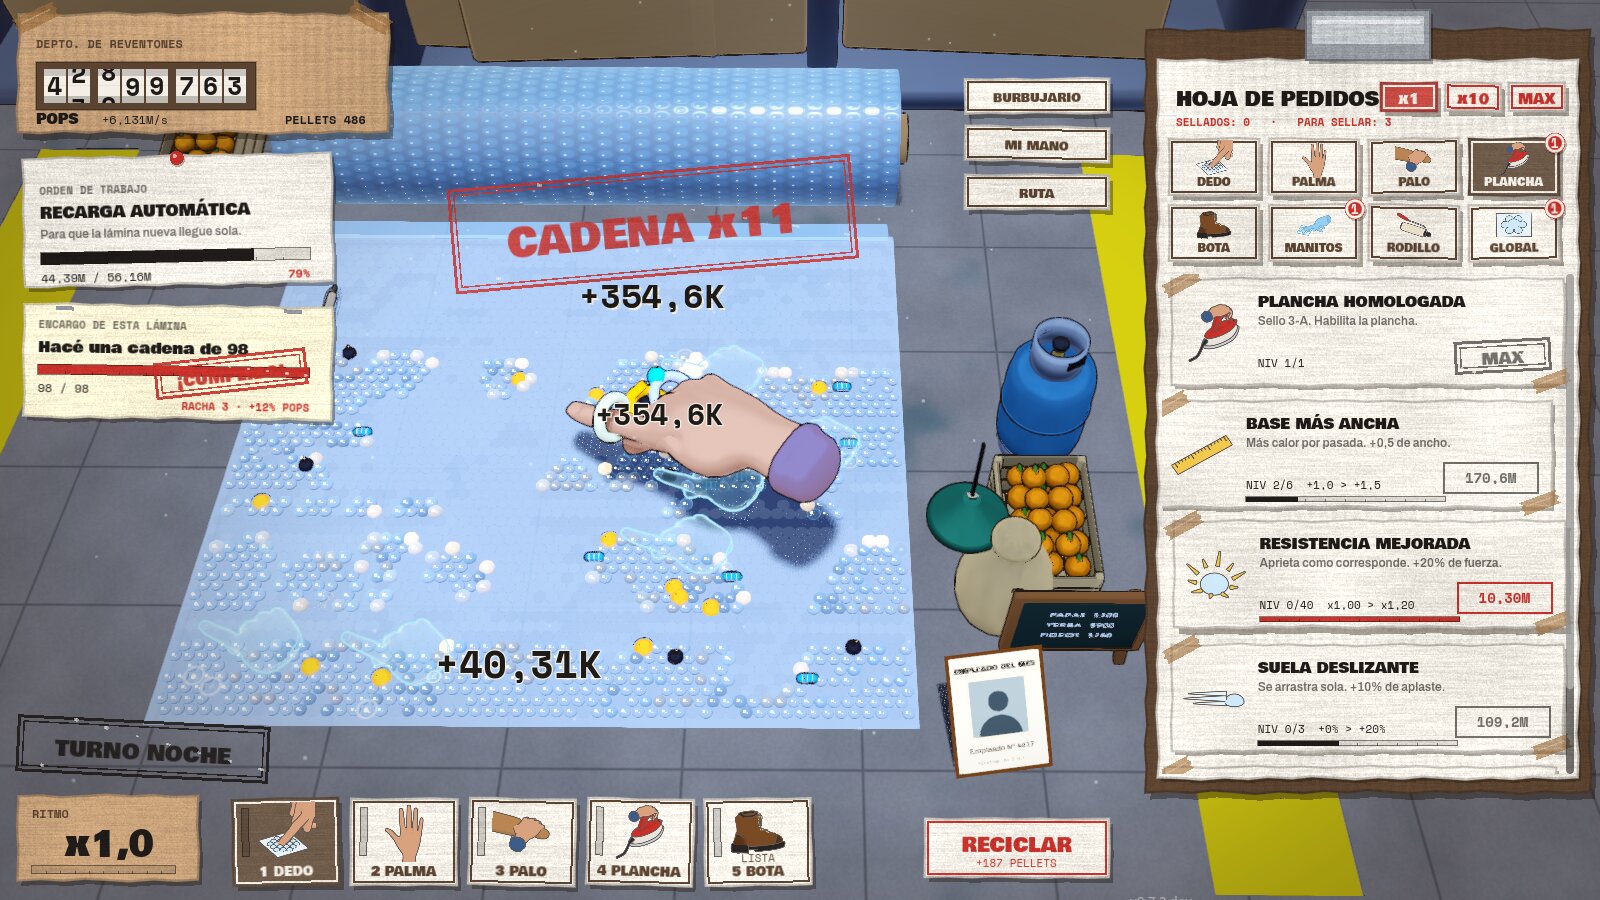 DEPTO. DE REVENTONES
99 763
POPS +6,131M/s PELLETS 486
ORDEN DE TRABAJO
RECARGA AUTOMÁTICA
Para que la lámina nueva llegue sola.
44,39M / 56,16M 79%
ENCARGO DE ESTA LÁMINA
Hacé una cadena de 98
98 / 98
RACHA 3 · +12% POPS
CADENA x11
+354,6K
+354,6K
+40,31K
BURBUJARIO
MI MANO
RUTA
HOJA DE PEDIDOS
x1 x10 MAX
SELLADOS: 0 · PARA SELLAR: 3
DEDO
PALMA
PALO
PLANCHA
1
BOTA
MANITOS
1
RODILLO
GLOBAL
1
PLANCHA HOMOLOGADA
Sello 3-A. Habilita la plancha.
NIV 1/1
MAX
BASE MÁS ANCHA
Más calor por pasada. +0,5 de ancho.
NIV 2/6 +1.0 > +1.5
170,6M
RESISTENCIA MEJORADA
Aprieta como corresponde. +20% de fuerza.
NIV 0/40 x1.00 > x1.20
10,30M
SUELA DESLIZANTE
Se arrastra sola. +10% de aplaste.
NIV 0/3 +0% > +20%
109,2M
EMPLEADO DEL MES
TURNO NOCHE
RITMO
x1,0
1 DEDO
2 PALMA
3 PALO
4 PLANCHA
LISTA
5 BOTA
RECICLAR
+187 PELLETS